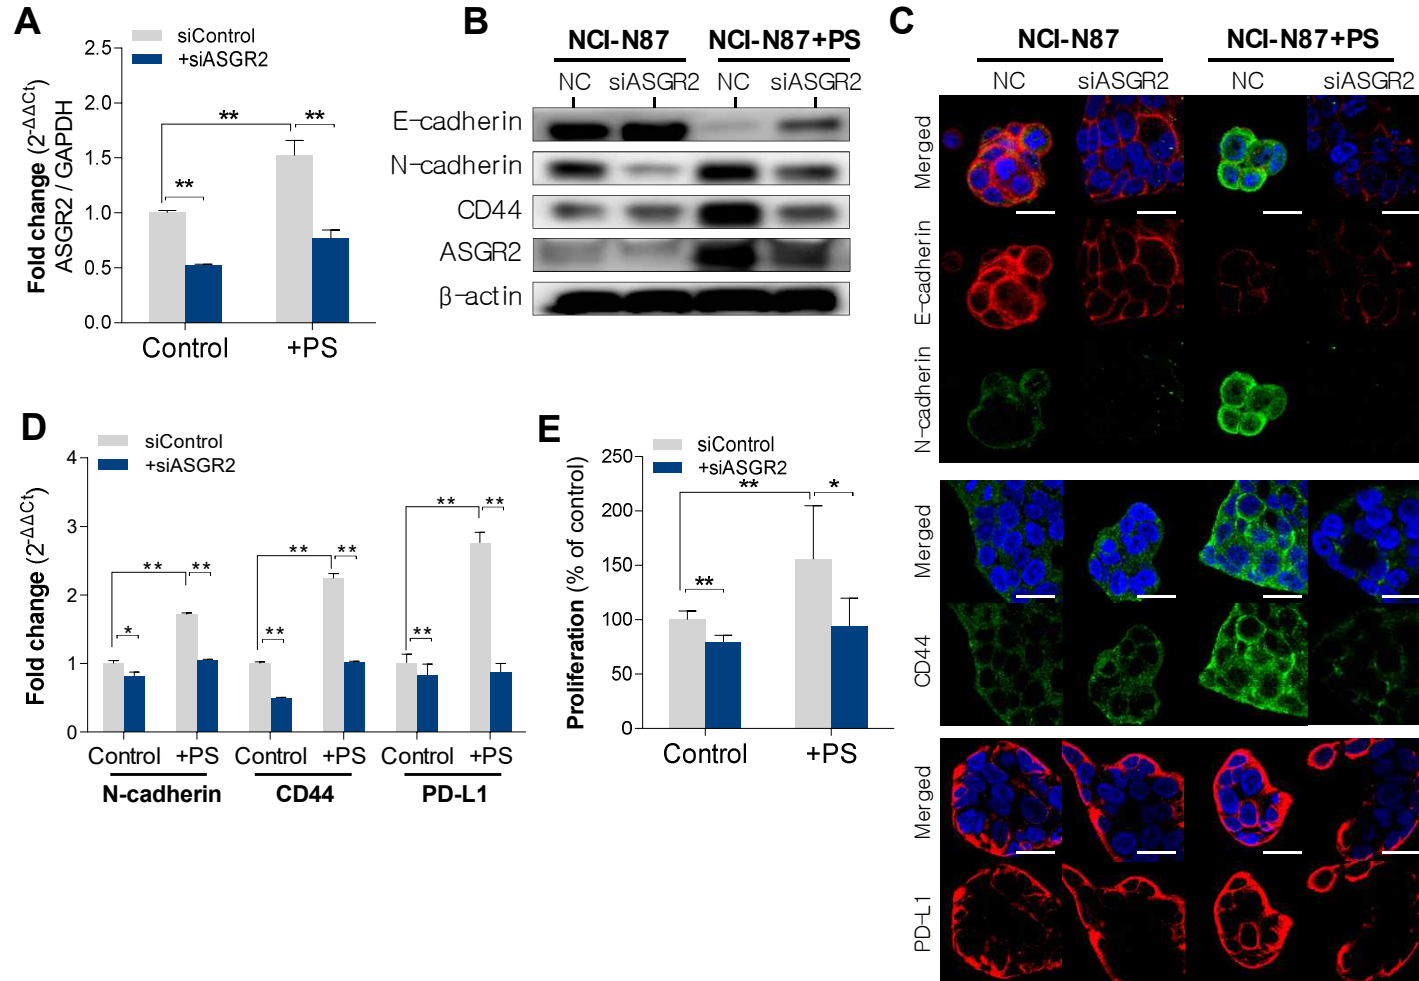 A
siControl
+siASGR2
Fold change (2-ΔΔCt)
ASGR2 / GAPDH
2.5
2.0
1.5
1.0
0.5
0.0
**
**
**
Control
+PS
B
NCI-N87
NCI-N87+PS
NC
siASGR2
NC
siASGR2
E-cadherin
N-cadherin
CD44
ASGR2
β-actin
C
NCI-N87
NCI-N87+PS
NC
siASGR2
NC
siASGR2
Merged
E-cadherin
N-cadherin
Merged
CD44
Merged
PD-L1
D
siControl
+siASGR2
Fold change (2-ΔΔCt)
4
3
2
1
0
*
**
**
**
**
**
**
**
**
Control
+PS
Control
+PS
Control
+PS
N-cadherin
CD44
PD-L1
E
siControl
+siASGR2
Proliferation (% of control)
250
200
150
100
50
0
**
**
*
Control
+PS